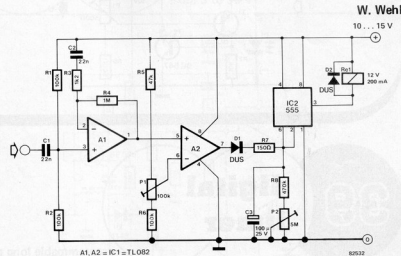 W. Wehl
10 ... 15 V
C2
22n
R1
100k
R3
1k2
R4
1M
R5
47k
D2
DUS
Re1
12 V
200 mA
IC2
555
C1
22n
A1
A2
P1
100k
D1
DUS
R7
150Ω
R8
470k
R2
100k
R6
100k
C3
100 µ
25 V
P2
5M
A1, A2 = IC1 = TL082
82532